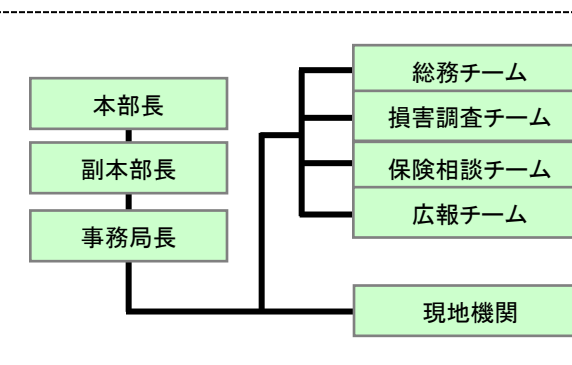 本部長
副本部長
事務局長
総務チーム
損害調査チーム
保険相談チーム
広報チーム
現地機関